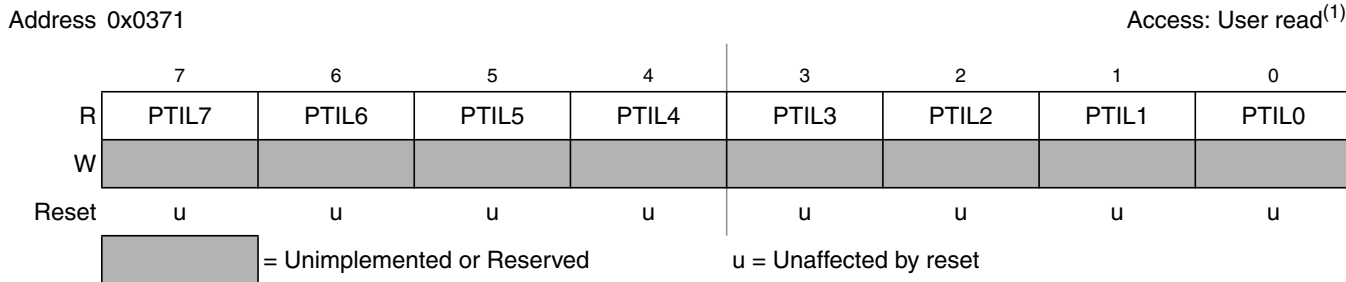 Address 0x0371 Access: User read(1)
7 6 5 4 3 2 1 0
R PTIL7 PTIL6 PTIL5 PTIL4 PTIL3 PTIL2 PTIL1 PTIL0
W
Reset u u u u u u u u
= Unimplemented or Reserved u = Unaffected by reset